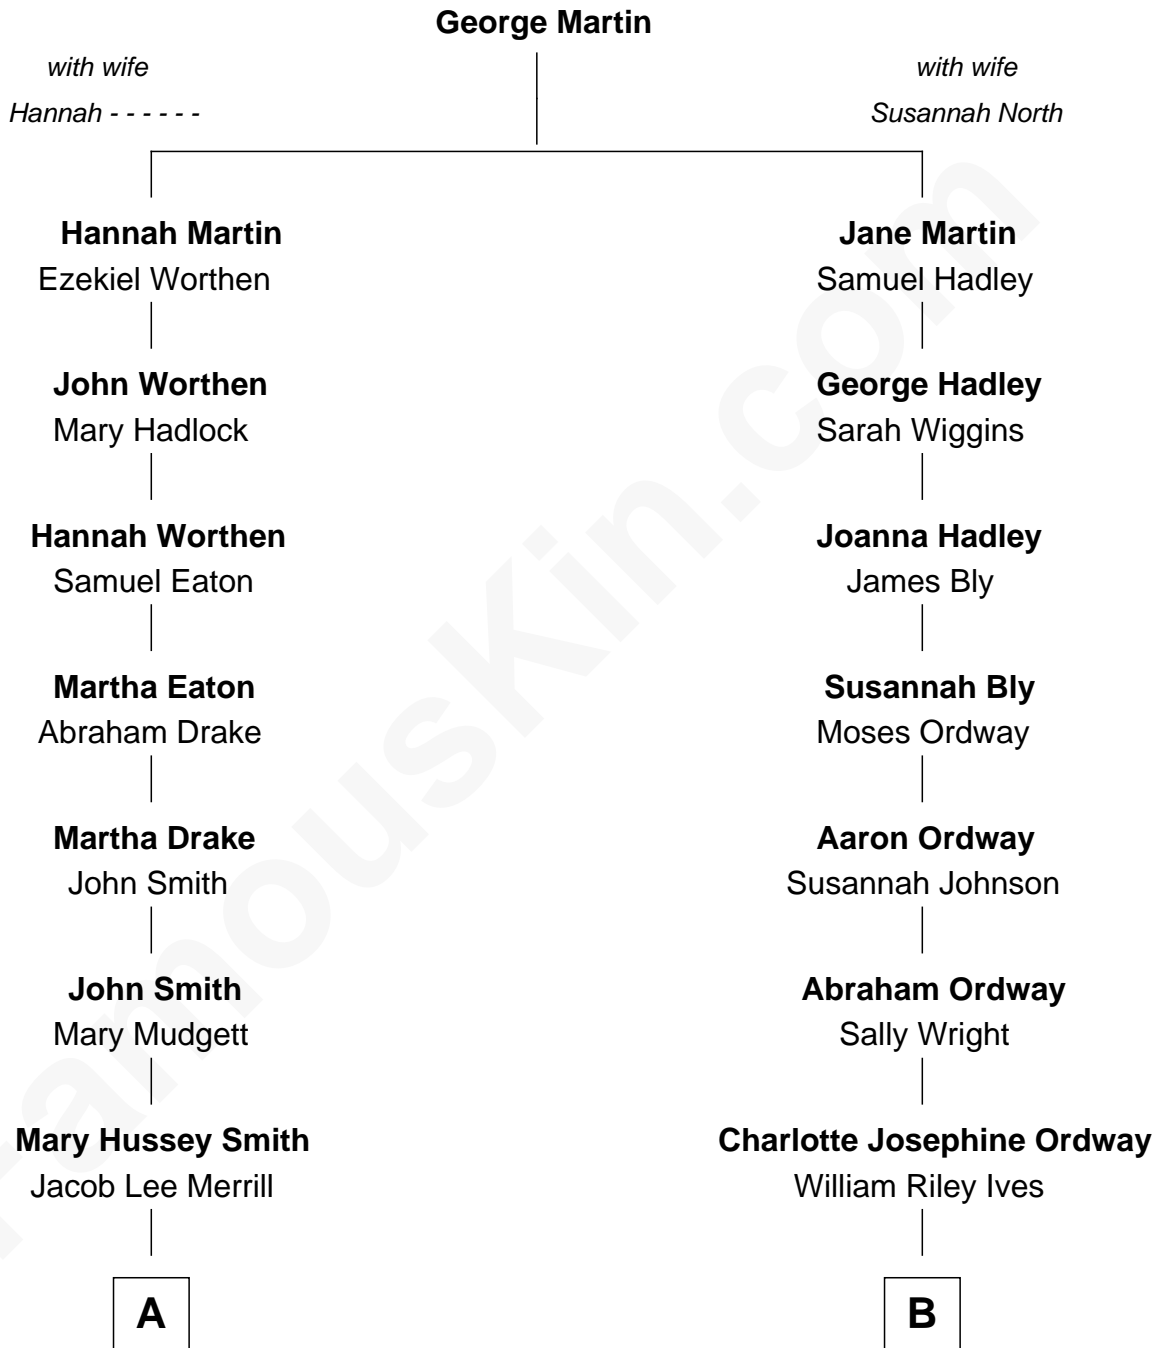 George Martin
with wife
Hannah - - - - - -
with wife
Susannah North
Hannah Martin
Ezekiel Worthen
Jane Martin
Samuel Hadley
John Worthen
Mary Hadlock
George Hadley
Sarah Wiggins
Hannah Worthen
Samuel Eaton
Joanna Hadley
James Bly
Martha Eaton
Abraham Drake
Susannah Bly
Moses Ordway
Martha Drake
John Smith
Aaron Ordway
Susannah Johnson
John Smith
Mary Mudgett
Abraham Ordway
Sally Wright
Mary Hussey Smith
Jacob Lee Merrill
Charlotte Josephine Ordway
William Riley Ives
A
B
FamousKin.com